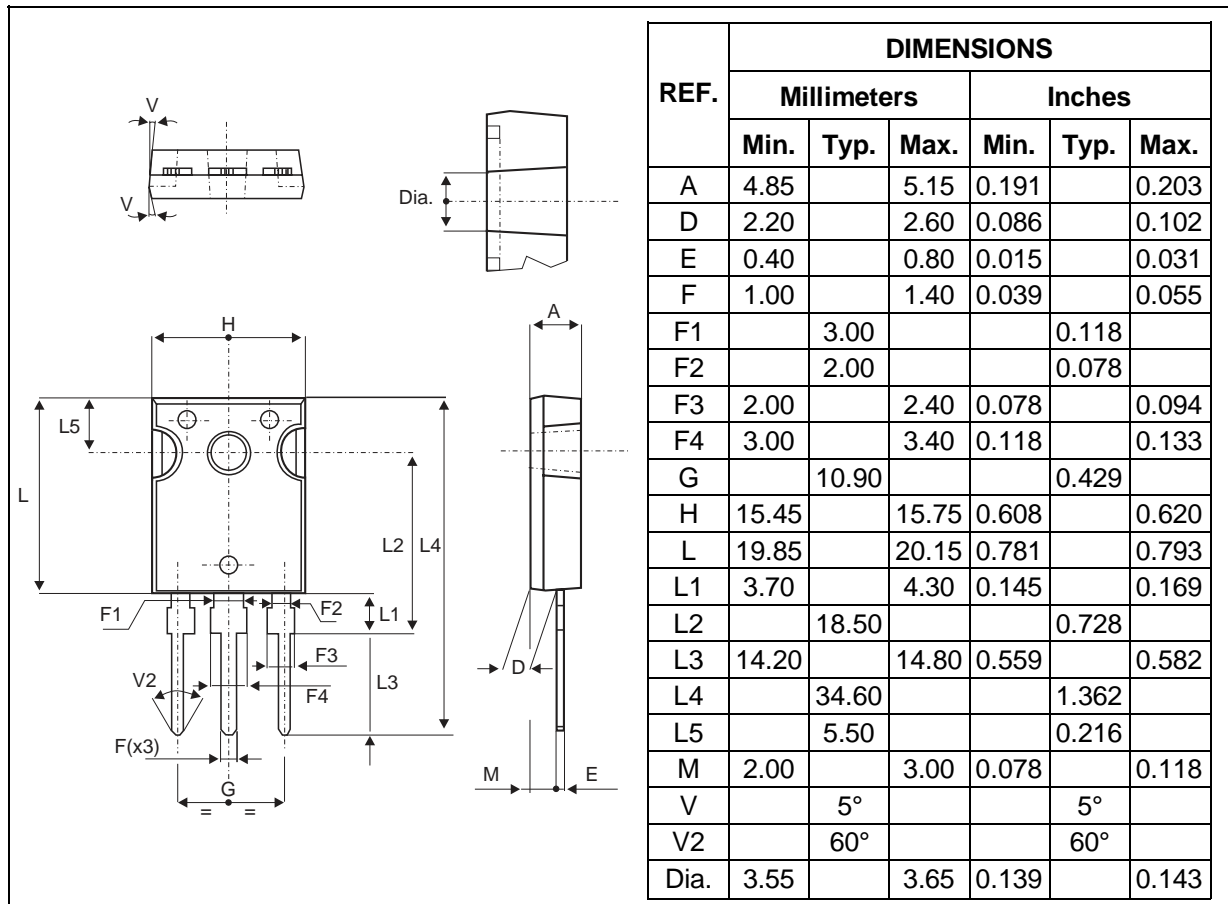 V
V
Dia.
H
A
L5
L
L2 L4
F1
F2
L1
F3
V2
L3
D
F4
F(x3)
G
= =
M
E
DIMENSIONS
REF. Millimeters Inches
Min. Typ. Max. Min. Typ. Max.
A 4.85 5.15 0.191 0.203
D 2.20 2.60 0.086 0.102
E 0.40 0.80 0.015 0.031
F 1.00 1.40 0.039 0.055
F1 3.00 0.118
F2 2.00 0.078
F3 2.00 2.40 0.078 0.094
F4 3.00 3.40 0.118 0.133
G 10.90 0.429
H 15.45 15.75 0.608 0.620
L 19.85 20.15 0.781 0.793
L1 3.70 4.30 0.145 0.169
L2 18.50 0.728
L3 14.20 14.80 0.559 0.582
L4 34.60 1.362
L5 5.50 0.216
M 2.00 3.00 0.078 0.118
V 5° 5°
V2 60° 60°
Dia. 3.55 3.65 0.139 0.143